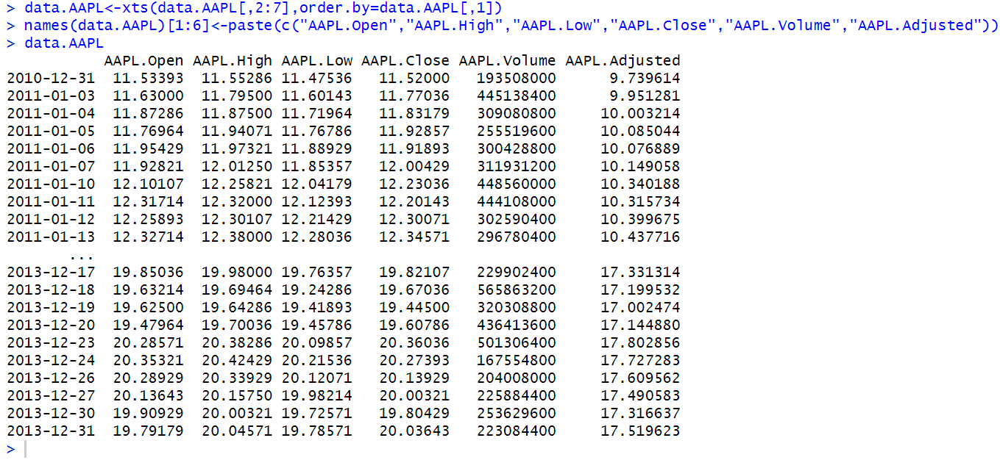 > data.AAPL<-xts(data.AAPL[,2:7],order.by=data.AAPL[,1])
> names(data.AAPL)[1:6]<-paste(c("AAPL.Open","AAPL.High","AAPL.Low","AAPL.Close","AAPL.Volume","AAPL.Adjusted"))
> data.AAPL
           AAPL.Open AAPL.High AAPL.Low AAPL.Close AAPL.Volume AAPL.Adjusted
2010-12-31  11.53393  11.55286 11.47536   11.52000   193508000      9.739614
2011-01-03  11.63000  11.79500 11.60143   11.77036   445138400      9.951281
2011-01-04  11.87286  11.87500 11.71964   11.83179   309080800     10.003214
2011-01-05  11.76964  11.94071 11.76786   11.92857   255519600     10.085044
2011-01-06  11.95429  11.97321 11.88929   11.91893   300428800     10.076889
2011-01-07  11.92821  12.01250 11.85357   12.00429   311931200     10.149058
2011-01-10  12.10107  12.25821 12.04179   12.23036   448560000     10.340188
2011-01-11  12.31714  12.32000 12.12393   12.20143   444108000     10.315734
2011-01-12  12.25893  12.30107 12.21429   12.30071   302590400     10.399675
2011-01-13  12.32714  12.38000 12.28036   12.34571   296780400     10.437716
       ...
2013-12-17  19.85036  19.98000 19.76357   19.82107   229902400     17.331314
2013-12-18  19.63214  19.69464 19.24286   19.67036   565863200     17.199532
2013-12-19  19.62500  19.64286 19.41893   19.44500   320308800     17.002474
2013-12-20  19.47964  19.70036 19.45786   19.60786   436413600     17.144880
2013-12-23  20.28571  20.38286 20.09857   20.36036   501306400     17.802856
2013-12-24  20.35321  20.42429 20.21536   20.27393   167554800     17.727283
2013-12-26  20.28929  20.33929 20.12071   20.13929   204008000     17.609562
2013-12-27  20.13643  20.15750 19.98214   20.00321   225884400     17.490583
2013-12-30  19.90929  20.00321 19.72571   19.80429   253629600     17.316637
2013-12-31  19.79179  20.04571 19.78571   20.03643   223084400     17.519623
>